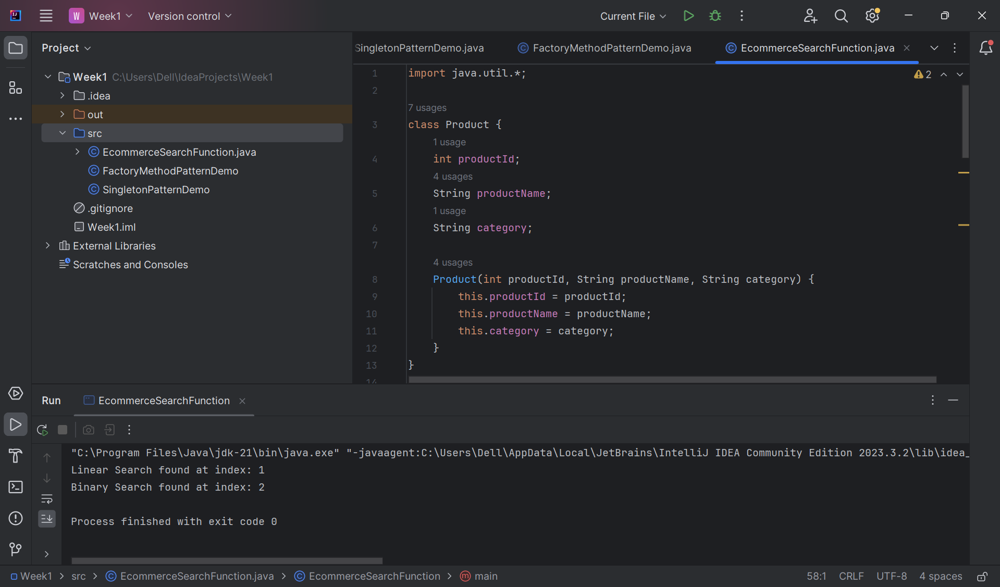 W Week1 Version control Current File
Project
Week1 C:\Users\Dell\IdeaProjects\Week1
.idea
out
src
EcommerceSearchFunction.java
FactoryMethodPatternDemo
SingletonPatternDemo
.gitignore
Week1.iml
External Libraries
Scratches and Consoles
SingletonPatternDemo.java FactoryMethodPatternDemo.java EcommerceSearchFunction.java
2
1 import java.util.*;
2
7 usages
3 class Product {
1 usage
4 int productId;
4 usages
5 String productName;
1 usage
6 String category;
7
4 usages
8 Product(int productId, String productName, String category) {
9 this.productId = productId;
10 this.productName = productName;
11 this.category = category;
12 }
13 }
14
Run EcommerceSearchFunction
"C:\Program Files\Java\jdk-21\bin\java.exe" "-javaagent:C:\Users\Dell\AppData\Local\JetBrains\IntelliJ IDEA Community Edition 2023.3.2\lib\idea_
Linear Search found at index: 1
Binary Search found at index: 2
Process finished with exit code 0
Week1 > src > EcommerceSearchFunction.java > EcommerceSearchFunction > main 58:1 CRLF UTF-8 4 spaces